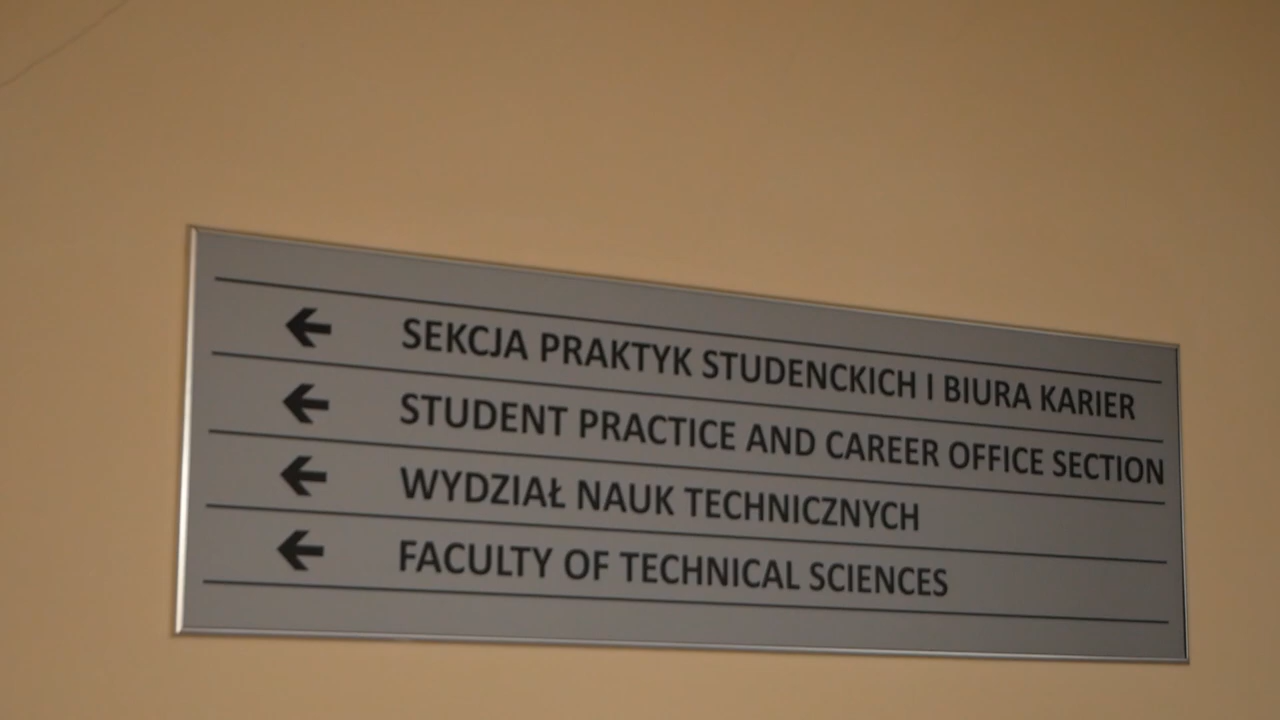 SEKCJA PRAKTYK STUDENCKICH I BIURA KARIER
STUDENT PRACTICE AND CAREER OFFICE SECTION
WYDZIAŁ NAUK TECHNICZNYCH
FACULTY OF TECHNICAL SCIENCES